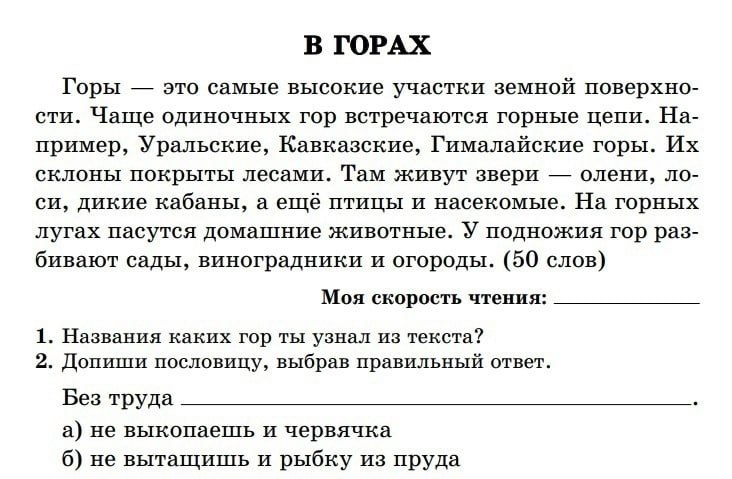 В ГОРАХ
Горы — это самые высокие участки земной поверхно-
сти. Чаще одиночных гор встречаются горные цепи. На-
пример, Уральские, Кавказские, Гималайские горы. Их
склоны покрыты лесами. Там живут звери — олени, ло-
си, дикие кабаны, а ещё птицы и насекомые. На горных
лугах пасутся домашние животные. У подножия гор раз-
бивают сады, виноградники и огороды. (50 слов)
Моя скорость чтения: ___________
1. Названия каких гор ты узнал из текста?
2. Допиши пословицу, выбрав правильный ответ.
Без труда ___________.
а) не выкопаешь и червячка
б) не вытащишь и рыбку из пруда